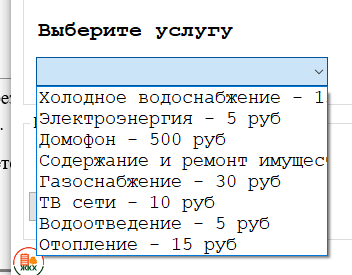 Выберите услугу
Холодное водоснабжение - 1
Электроэнергия - 5 руб
Домофон - 500 руб
Содержание и ремонт имущес
Газоснабжение - 30 руб
ТВ сети - 10 руб
Водоотведение - 5 руб
Отопление - 15 руб
ЖКХ